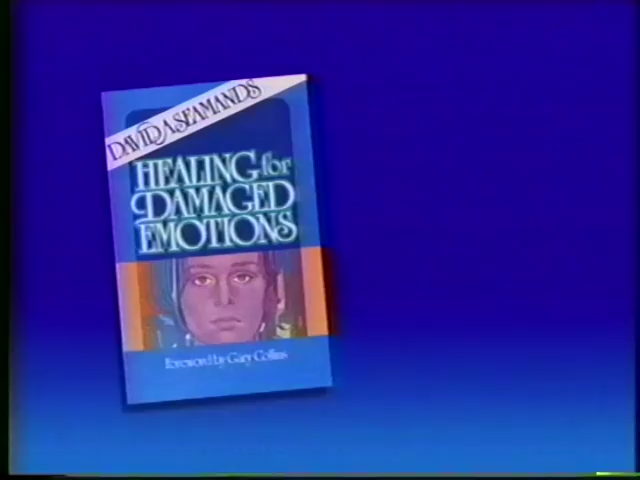 DAVID A. SEAMANDS
HEALING for
DAMAGED
EMOTIONS
Foreword by Gary Collins